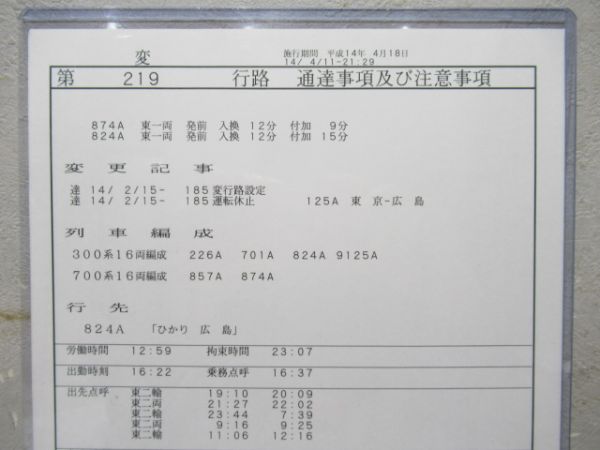 変
施行期間 平成14年 4月18日
14/ 4/11-21:29
第 219 行路 通達事項及び注意事項
874A 東一両 発前 入換 12分 付加 9分
824A 東一両 発前 入換 12分 付加 15分
変更記事
達 14/ 2/15- 185変行路設定
達 14/ 2/15- 185運転休止 125A 東 京-広 島
列車編成
300系16両編成 226A 701A 824A 9125A
700系16両編成 857A 874A
行先
824A 「ひかり 広 島」
労働時間 12:59 拘束時間 23:07
出勤時刻 16:22 乗務点呼 16:37
出先点呼 東二輸 19:10 20:09
東二両 21:27 22:02
東二輸 23:44 7:39
東二両 9:16 9:25
東二輸 11:06 12:16